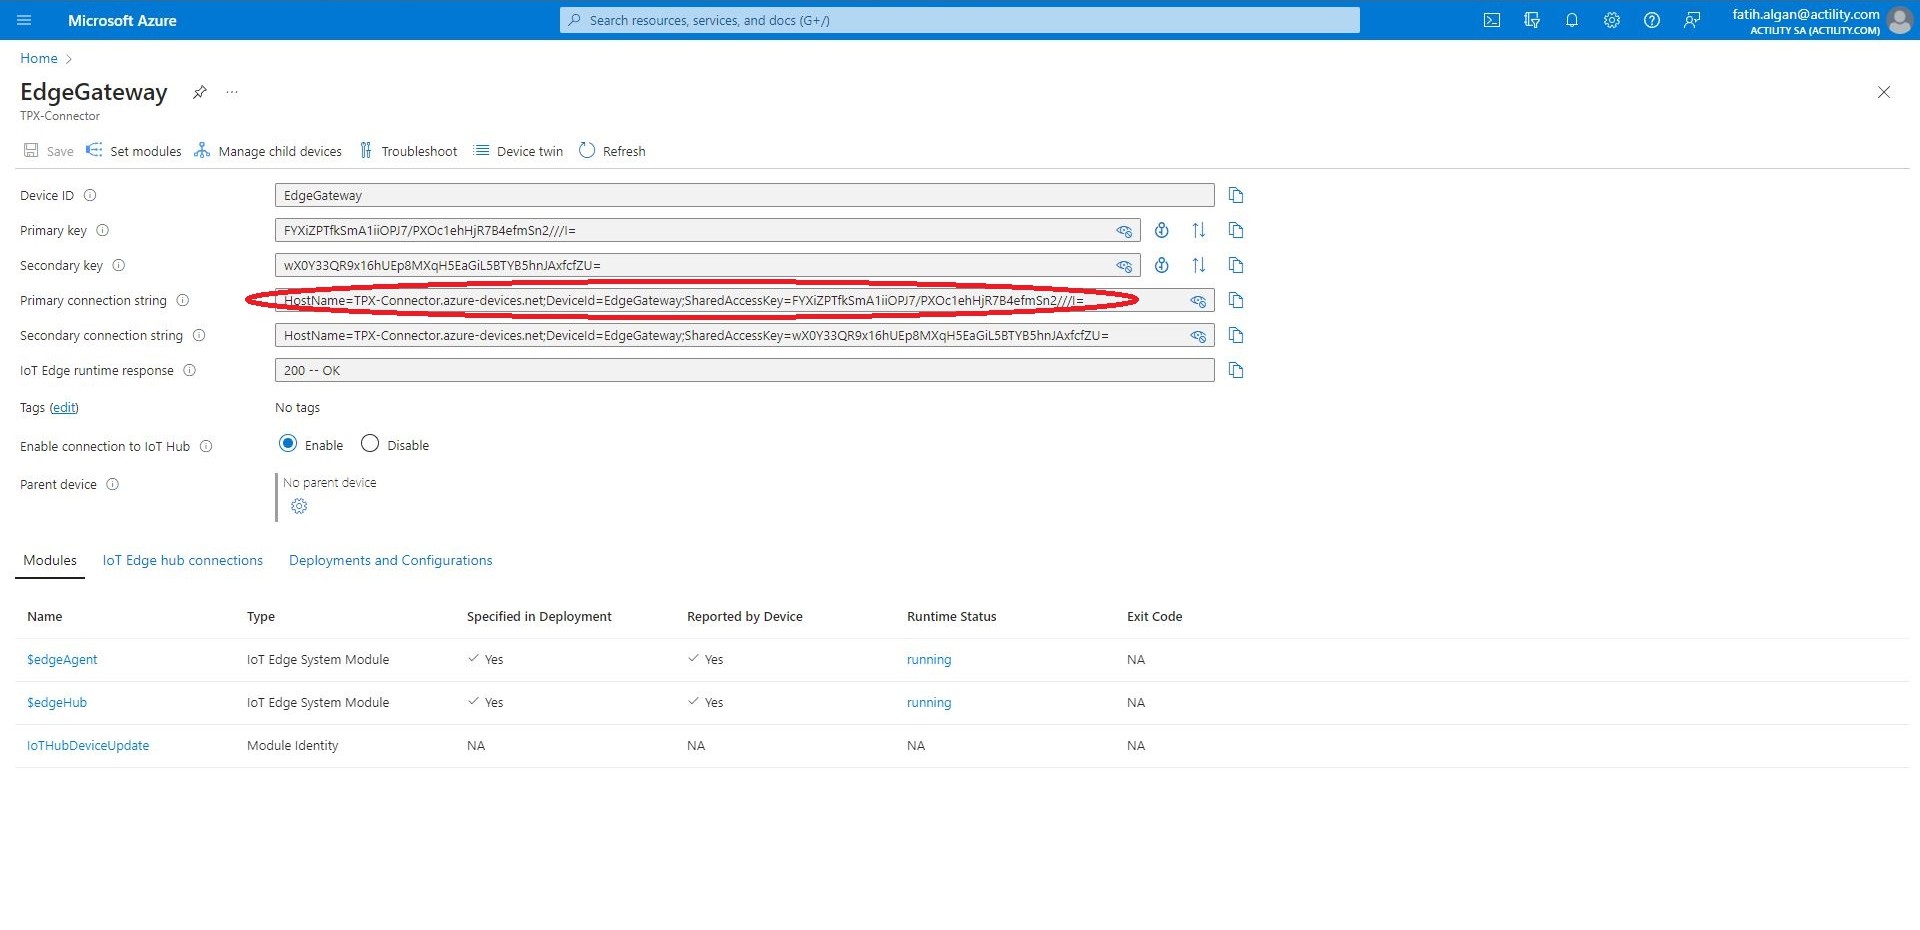 Microsoft Azure
Search resources, services, and docs (G+/)
fatih.algan@actility.com
ACTILITY SA (ACTILITY.COM)
Home
EdgeGateway
TPX-Connector
Save Set modules Manage child devices Troubleshoot Device twin Refresh
Device ID EdgeGateway
Primary key FYXiZPTfkSmA1iiOPJ7/PXOc1ehHjR7B4efmSn2///I=
Secondary key wX0Y33QR9x16hUEp8MXqH5EaGiL5BTYB5hnJAxfcfZU=
Primary connection string HostName=TPX-Connector.azure-devices.net;DeviceId=EdgeGateway;SharedAccessKey=FYXiZPTfkSmA1iiOPJ7/PXOc1ehHjR7B4efmSn2///I=
Secondary connection string HostName=TPX-Connector.azure-devices.net;DeviceId=EdgeGateway;SharedAccessKey=wX0Y33QR9x16hUEp8MXqH5EaGiL5BTYB5hnJAxfcfZU=
IoT Edge runtime response 200 -- OK
Tags (edit) No tags
Enable connection to IoT Hub Enable Disable
Parent device No parent device
Modules IoT Edge hub connections Deployments and Configurations
Name Type Specified in Deployment Reported by Device Runtime Status Exit Code
$edgeAgent IoT Edge System Module Yes Yes running NA
$edgeHub IoT Edge System Module Yes Yes running NA
IoTHubDeviceUpdate Module Identity NA NA NA NA